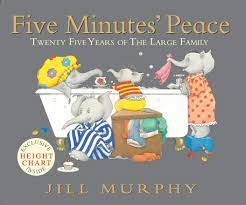 Five Minutes' Peace
TWENTY FIVE YEARS OF THE LARGE FAMILY
EXCLUSIVE
HEIGHT
CHART
INSIDE
JILL MURPHY